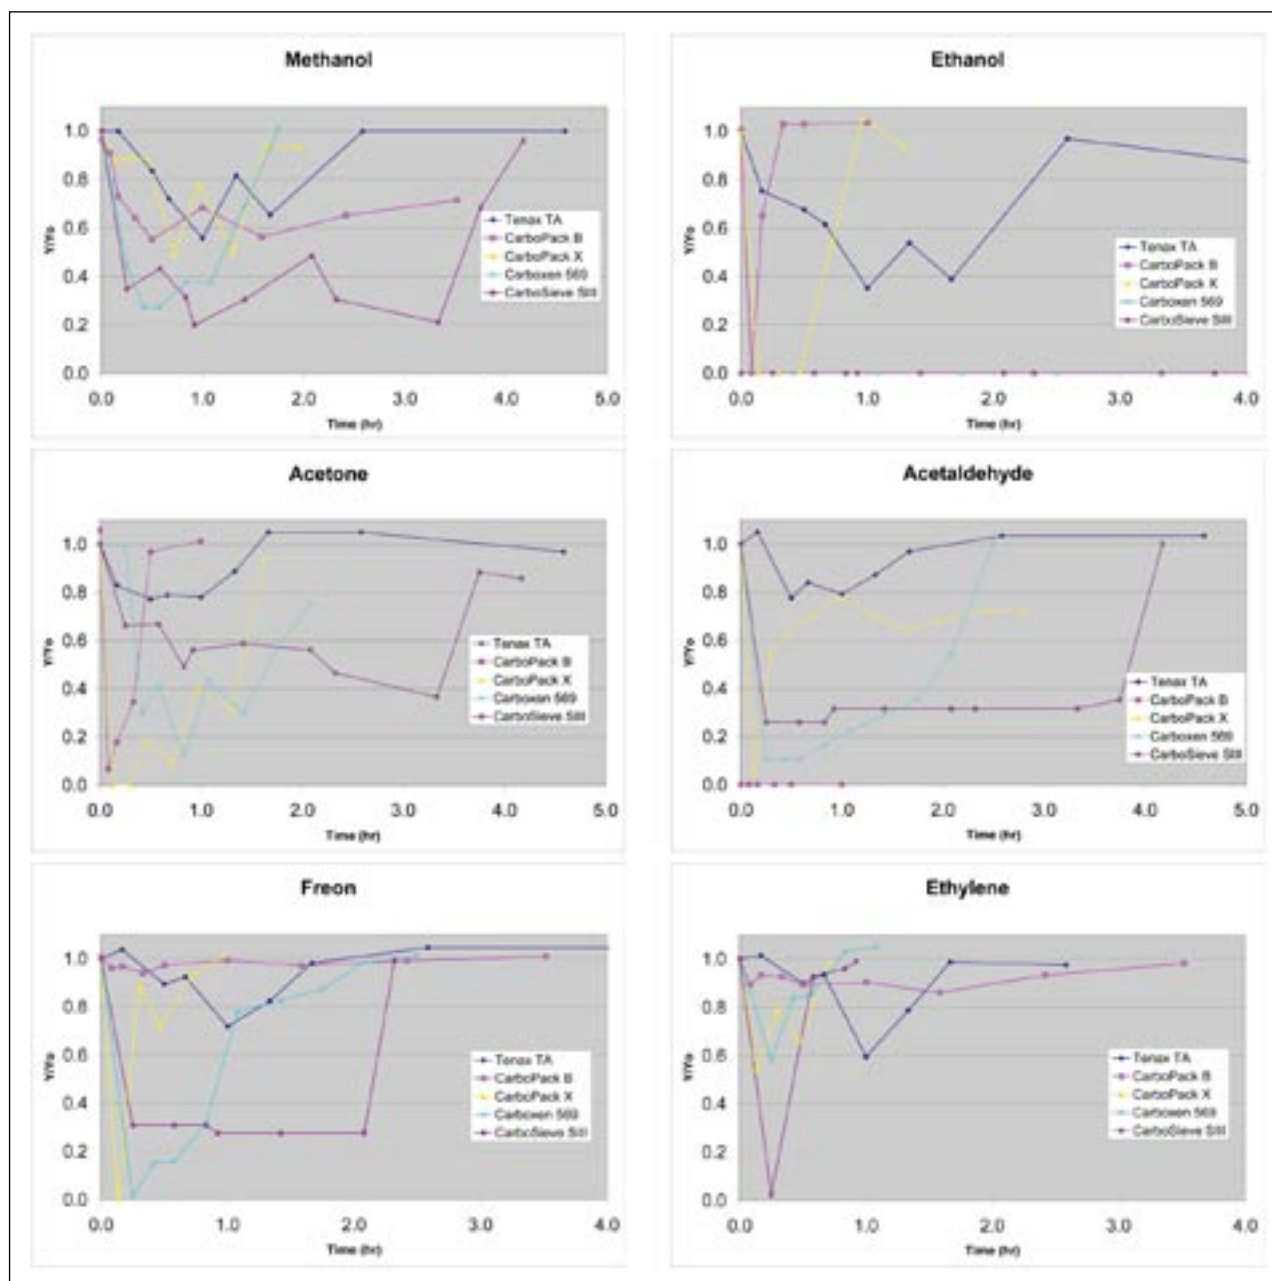 Methanol
Y/Yo
1.0
0.8
0.6
0.4
0.2
0.0
Tenax TA
CarboPack B
CarboPack X
Carboxen 569
CarboSieve SIII
0.0 1.0 2.0 3.0 4.0 5.0
Time (hr)
Ethanol
1.0
0.8
0.6
0.4
0.2
0.0
Tenax TA
CarboPack B
CarboPack X
Carboxen 569
CarboSieve SIII
0.0 1.0 2.0 3.0 4.0
Time (hr)
Acetone
Y/Yo
1.0
0.8
0.6
0.4
0.2
0.0
Tenax TA
CarboPack B
CarboPack X
Carboxen 569
CarboSieve SIII
0.0 1.0 2.0 3.0 4.0 5.0
Time (hr)
Acetaldehyde
Y/Yo
1.0
0.8
0.6
0.4
0.2
0.0
Tenax TA
CarboPack B
CarboPack X
Carboxen 569
CarboSieve SIII
0.0 1.0 2.0 3.0 4.0 5.0
Time (hr)
Freon
Y/Yo
1.0
0.8
0.6
0.4
0.2
0.0
Tenax TA
CarboPack B
CarboPack X
Carboxen 569
CarboSieve SIII
0.0 1.0 2.0 3.0 4.0
Time (hr)
Ethylene
Y/Yo
1.0
0.8
0.6
0.4
0.2
0.0
Tenax TA
CarboPack B
CarboPack X
Carboxen 569
CarboSieve SIII
0.0 1.0 2.0 3.0 4.0
Time (hr)